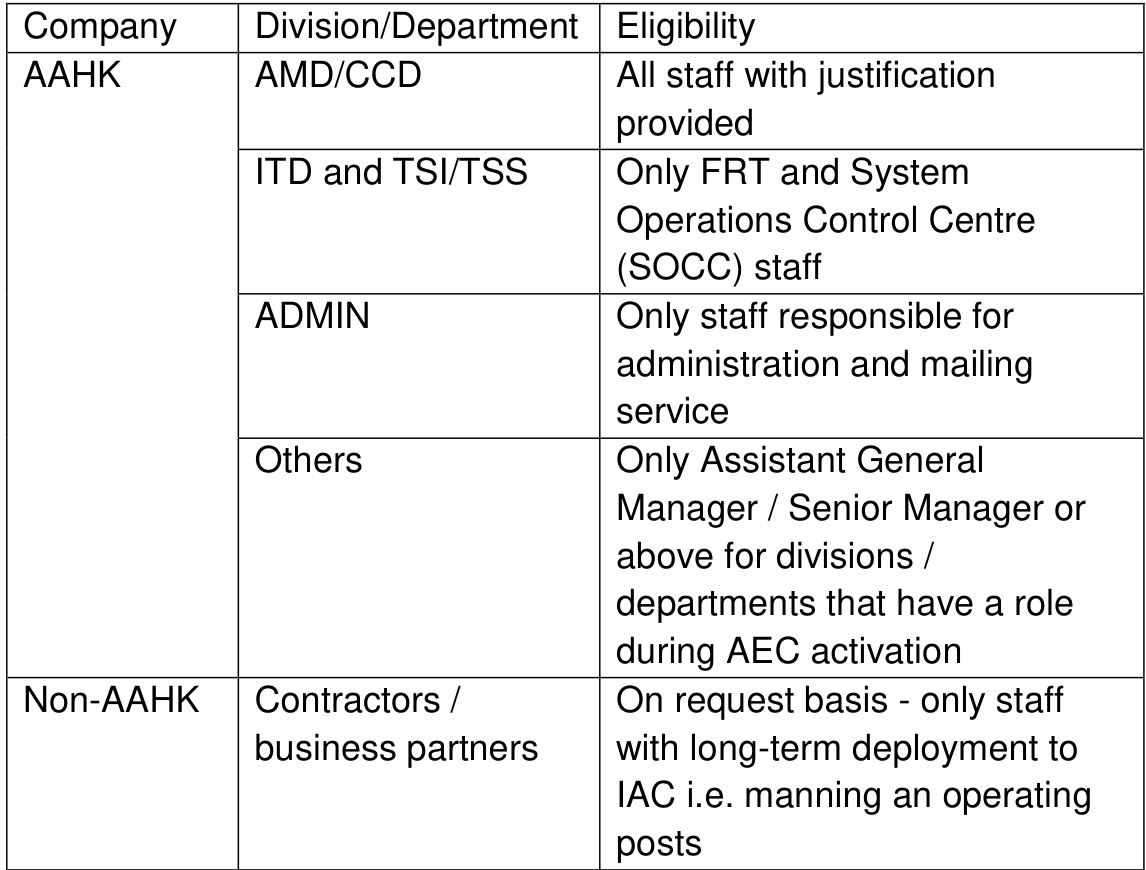 Company Division/Department Eligibility
AAHK AMD/CCD All staff with justification
provided
ITD and TSI/TSS Only FRT and System
Operations Control Centre
(SOCC) staff
ADMIN Only staff responsible for
administration and mailing
service
Others Only Assistant General
Manager / Senior Manager or
above for divisions /
departments that have a role
during AEC activation
Non-AAHK Contractors / On request basis - only staff
business partners with long-term deployment to
IAC i.e. manning an operating
posts